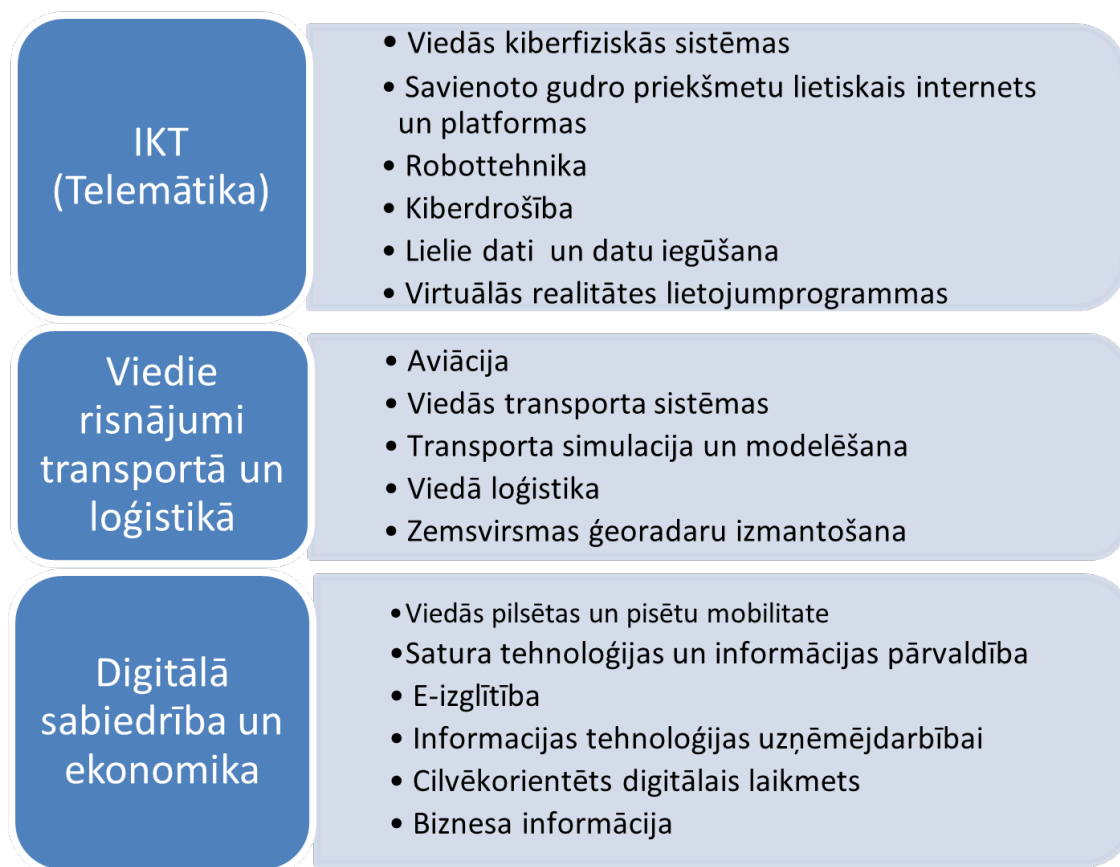 IKT
(Telemātika)
• Viedās kiberfiziskās sistēmas
• Savienoto gudro priekšmetu lietiskais internets
un platformas
• Robottehnika
• Kiberdrošība
• Lielie dati un datu iegūšana
• Virtuālās realitātes lietojumprogrammas
Viedie
risnājumi
transportā un
loģistikā
• Aviācija
• Viedās transporta sistēmas
• Transporta simulacija un modelēšana
• Viedā loģistika
• Zemsvirsmas ģeoradaru izmantošana
Digitālā
sabiedrība un
ekonomika
•Viedās pilsētas un pisētu mobilitate
•Satura tehnoloģijas un informācijas pārvaldība
• E-izglītība
• Informacijas tehnoloģijas uzņēmējdarbībai
• Cilvēkorientēts digitālais laikmets
• Biznesa informācija